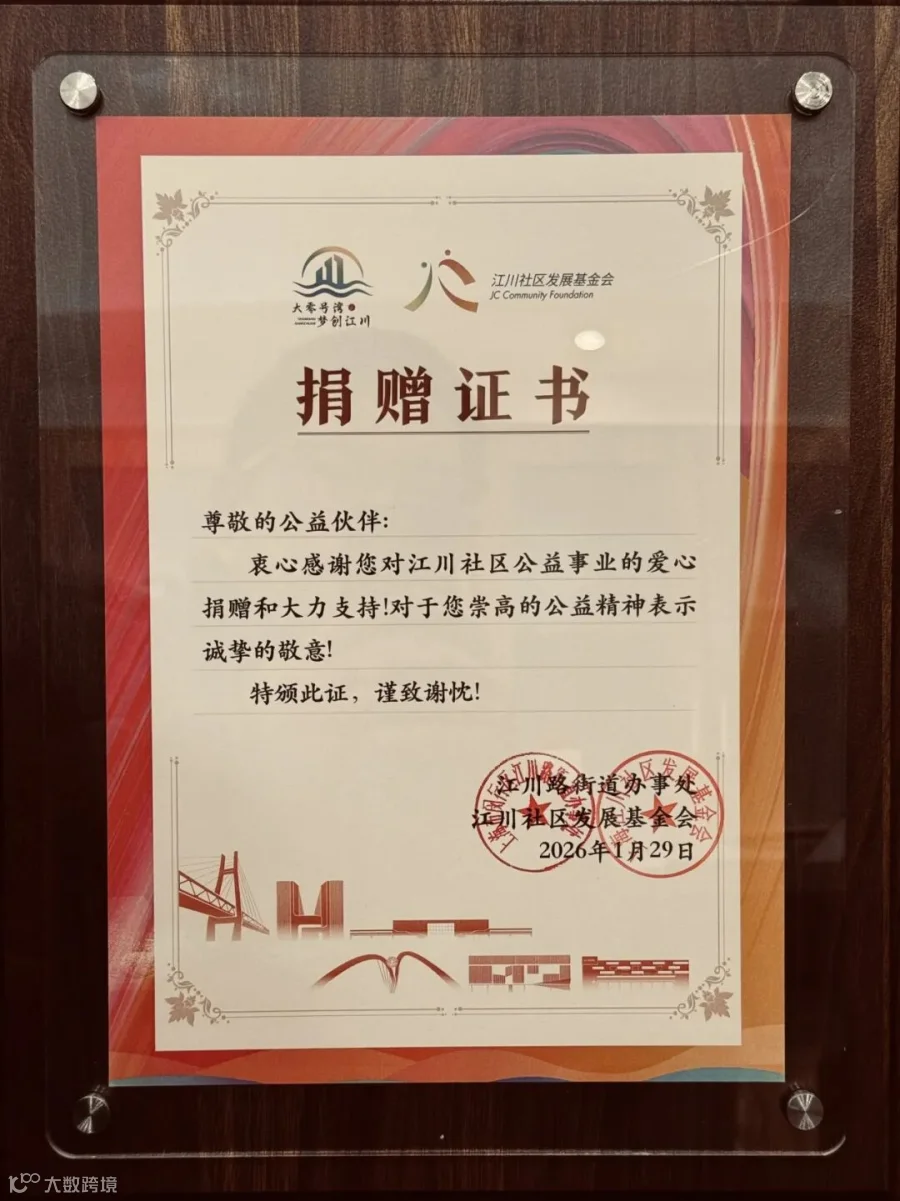 大零号湾
梦创江川
江川社区发展基金会
JC Community Foundation
捐赠证书
尊敬的公益伙伴:
衷心感谢您对江川社区公益事业的爱心
捐赠和大力支持!对于您崇高的公益精神表示
诚挚的敬意!
特颁此证，谨致谢忱!
江川路街道办事处
江川社区发展基金会
2026年1月29日
大数跨境